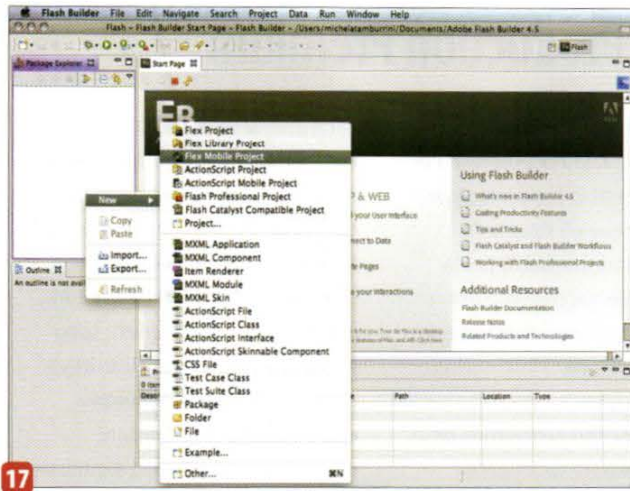 Flash Builder File Edit Navigate Search Project Data Run Window Help
Flash - Flash Builder Start Page - Flash Builder - /Users/micheletamburrini/Documents/Adobe Flash Builder 4.5
Flash
Package Explorer
Start Page
FB
New
Copy
Paste
Import...
Export...
Refresh
Flex Project
Flex Library Project
Flex Mobile Project
ActionScript Project
ActionScript Mobile Project
Flash Professional Project
Flash Catalyst Compatible Project
Project...
MXML Application
MXML Component
Item Renderer
MXML Module
MXML Skin
ActionScript File
ActionScript Class
ActionScript Interface
ActionScript Skinnable Component
CSS File
Test Case Class
Test Suite Class
Package
Folder
File
Example...
Other... ⌘N
& WEB
your User Interface
Pages
your Interactions
Using Flash Builder
What's new in Flash Builder 4.5
Coding Productivity Features
Tips and Tricks
Flash Catalyst and Flash Builder Workflows
Working with Flash Professional Projects
Additional Resources
Flash Builder Documentation
Release Notes
Related Products and Technologies
Outline
An outline is not avail
Path Location Type
17